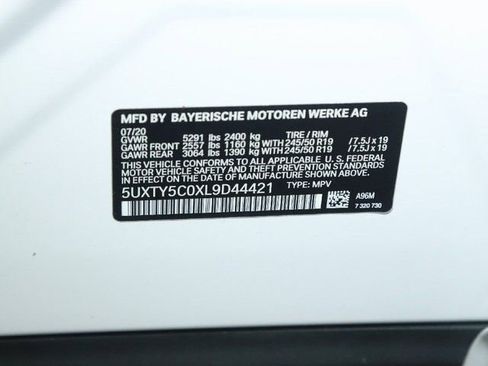 MFD BY BAYERISCHE MOTOREN WERKE AG
07/20
GVWR 5291 lbs 2400 kg TIRE / RIM
GAWR FRONT 2557 lbs 1160 kg WITH 245/50 R19 /7.5J x 19
GAWR REAR 3064 lbs 1390 kg WITH 245/50 R19 /7.5J x 19
THIS VEHICLE CONFORMS TO ALL APPLICABLE U. S. FEDERAL
MOTOR VEHICLE SAFETY STANDARDS IN EFFECT ON THE
DATE OF MANUFACTURE SHOWN ABOVE.
5UXTY5C0XL9D44421 TYPE: MPV
A96M
7 320 730